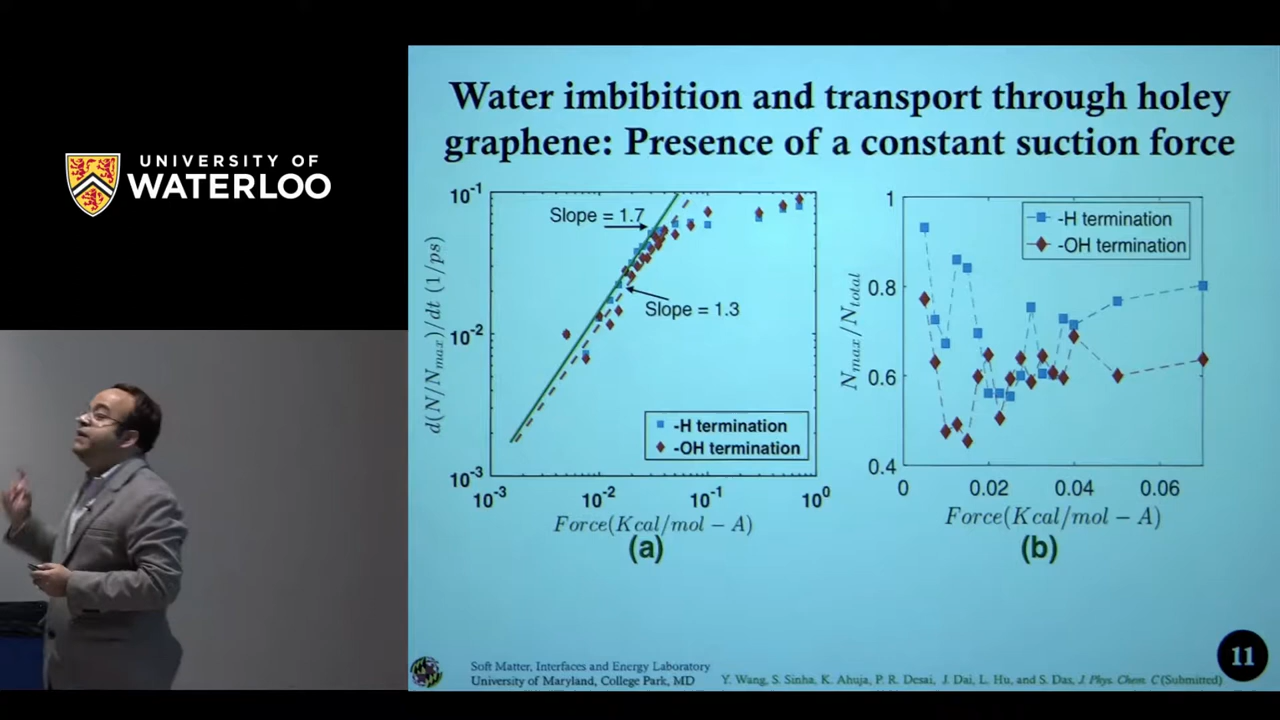 UNIVERSITY OF
WATERLOO
Water imbibition and transport through holey
graphene: Presence of a constant suction force
10^-1
10^-2
10^-3
d(N/N_max)/dt (1/ps)
Slope = 1.7
Slope = 1.3
-H termination
-OH termination
10^-3
10^-2
10^-1
10^0
Force(Kcal/mol − A)
(a)
1
0.8
0.6
0.4
N_max/N_total
-H termination
-OH termination
0
0.02
0.04
0.06
Force(Kcal/mol − A)
(b)
Soft Matter, Interfaces and Energy Laboratory
University of Maryland, College Park, MD
Y. Wang, S. Sinha, K. Ahuja, P. R. Desai, J. Dai, L. Hu, and S. Das, J. Phys. Chem. C (Submitted)
11